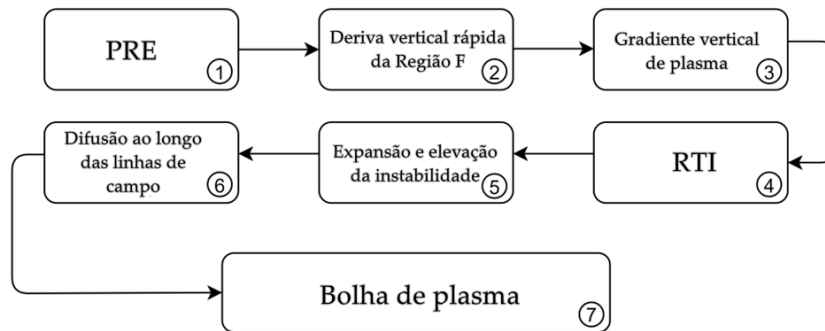 PRE
1
Deriva vertical rápida
da Região F
2
Gradiente vertical
de plasma
3
RTI
4
Expansão e elevação
da instabilidade
5
Difusão ao longo
das linhas de
campo
6
Bolha de plasma
7